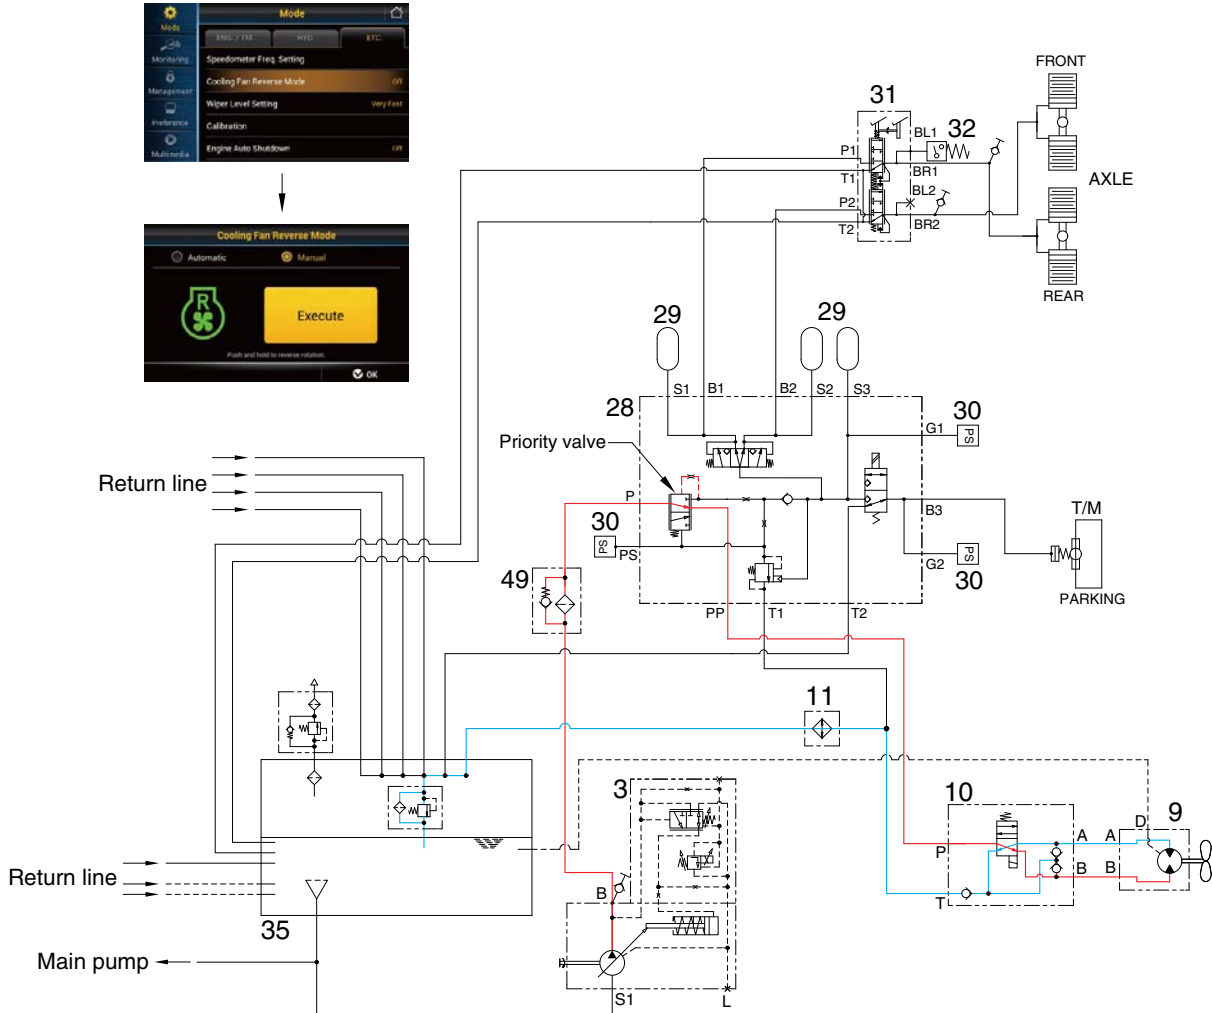 Mode
Mode
ENG. / TM
HYD.
ETC.
Monitoring
Management
Preference
Multimedia
Speedometer Freq. Setting
Cooling Fan Reverse Mode
Off
Wiper Level Setting
Very Fast
Calibration
Engine Auto Shutdown
Off
Cooling Fan Reverse Mode
Automatic
Manual
R
Execute
Push and hold to reverse rotation.
OK
FRONT
31
BL1
32
P1
T1
BR1
AXLE
P2
BL2
T2
BR2
REAR
29
29
S1
B1
B2
S2
S3
28
30
G1
PS
Priority valve
Return line
P
B3
T/M
30
PS
PS
G2
PS
30
PARKING
49
PP
T1
T2
11
3
10
9
D
P
A
A
B
B
T
Return line
35
B
Main pump
S1
L